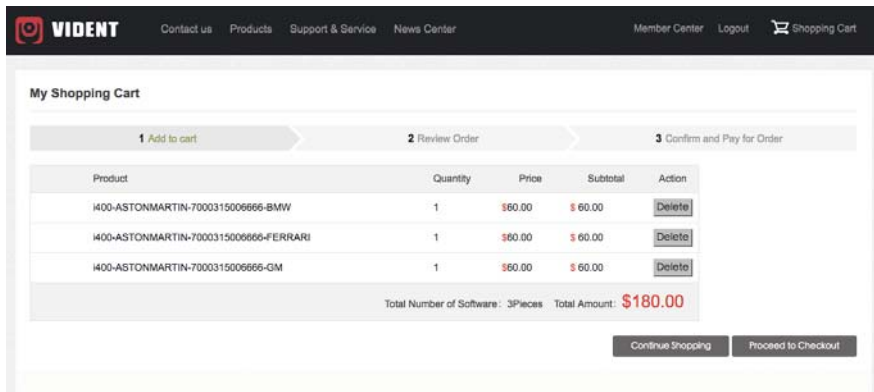 VIDENT Contact us Products Support & Service News Center Member Center Logout Shopping Cart
My Shopping Cart
1 Add to cart 2 Review Order 3 Confirm and Pay for Order
Product Quantity Price Subtotal Action
i400-ASTONMARTIN-7000315006666-BMW 1 $60.00 $ 60.00 Delete
i400-ASTONMARTIN-7000315006666-FERRARI 1 $60.00 $ 60.00 Delete
i400-ASTONMARTIN-7000315006666-GM 1 $60.00 $ 60.00 Delete
Total Number of Software: 3Pieces Total Amount: $180.00
Continue Shopping Proceed to Checkout